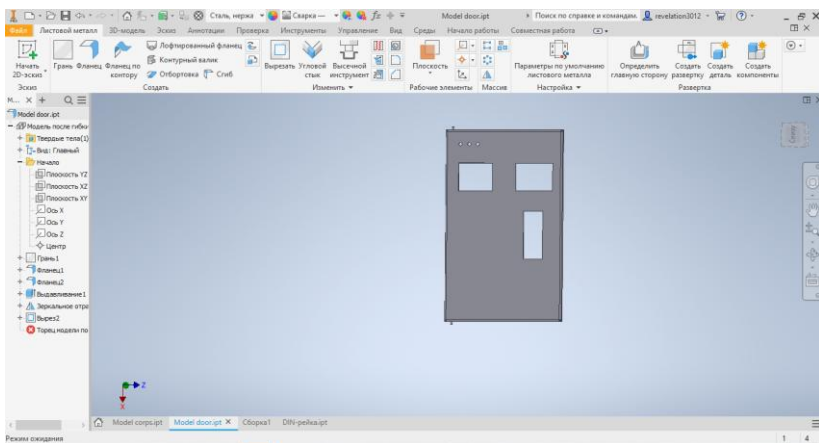 Сталь, нержа
Сварка—
fx
Model door.ipt
Поиск по справке и командам.
revelation3012
Файл Листовой металл 3D-модель Эскиз Аннотации Проверка Инструменты Управление Вид Среды Начало работы Совместная работа
Начать 2D-эскиз
Грань
Фланец
Фланец по контуру
Лофтированный фланец
Контурный валик
Отбортовка Сгиб
Вырезать
Угловой стык
Высечной инструмент
Плоскость
Параметры по умолчанию листового металла
Определить главную сторону
Создать развертку
Создать деталь
Создать компоненты
Эскиз Создать Изменить Рабочие элементы Массив Настройка Развертка
М... X +
Model door.ipt
Модель после гибки
Твердые тела(1)
Вид: Главный
Начало
Плоскость YZ
Плоскость XZ
Плоскость XY
Ось X
Ось Y
Ось Z
Центр
Грань1
Фланец1
Фланец2
Выдавливание1
Зеркальное отра
Вырез2
Торец модели по
Z
X
Model corps.ipt Model door.ipt X Сборка1 DIN-рейка.ipt
Режим ожидания 1 4